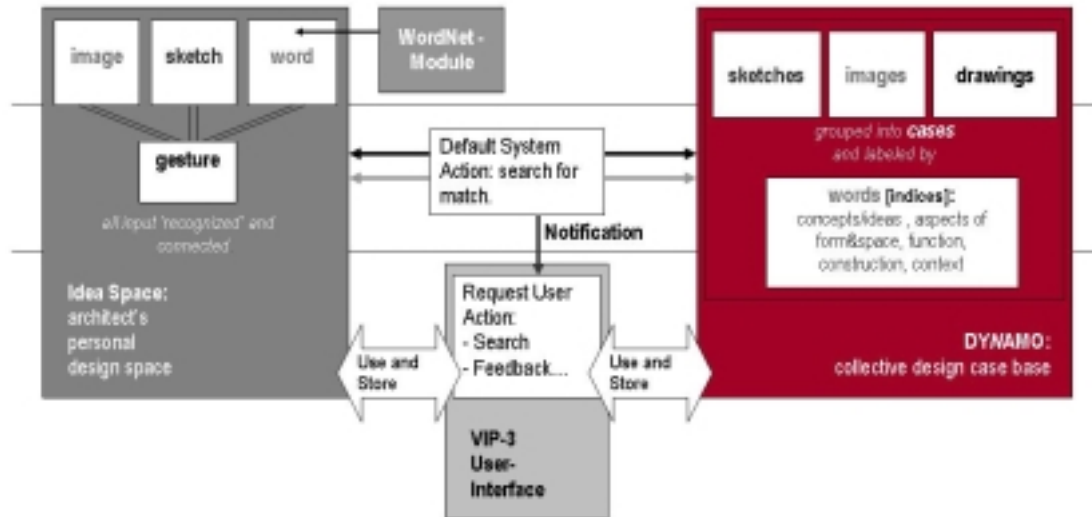 image
sketch
word
WordNet -
Module
gesture
all input 'recognized' and
connected
Idea Space:
architect's
personal
design space
Default System
Action: search for
match.
Notification
Request User
Action:
- Search
- Feedback...
Use and
Store
Use and
Store
VIP-3
User-
Interface
sketches
images
drawings
grouped into cases
and labeled by
words [indices]:
concepts/ideas , aspects of
form&space, function,
construction, context
DYNAMO:
collective design case base